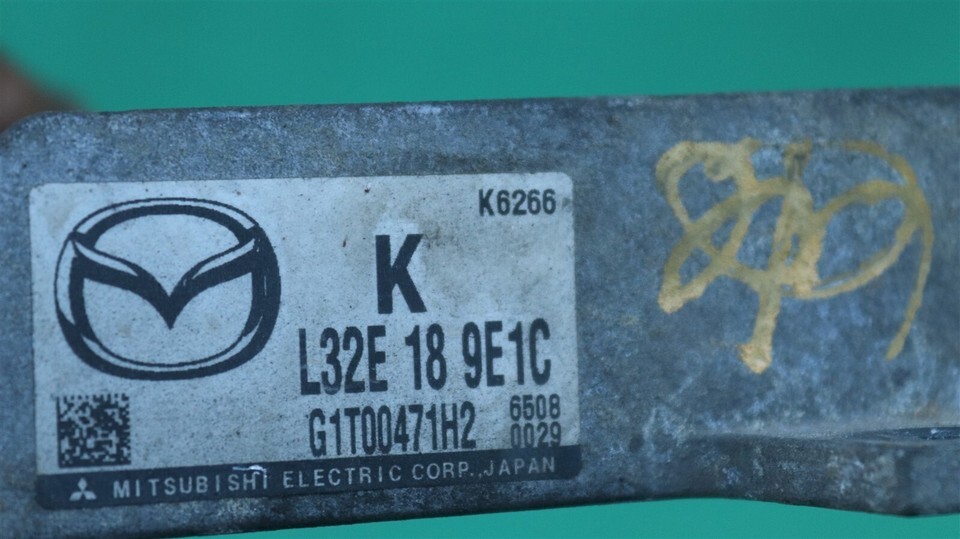 K6266
K
L32E 18 9E1C
G1T00471H2 6508
0029
MITSUBISHI ELECTRIC CORP., JAPAN